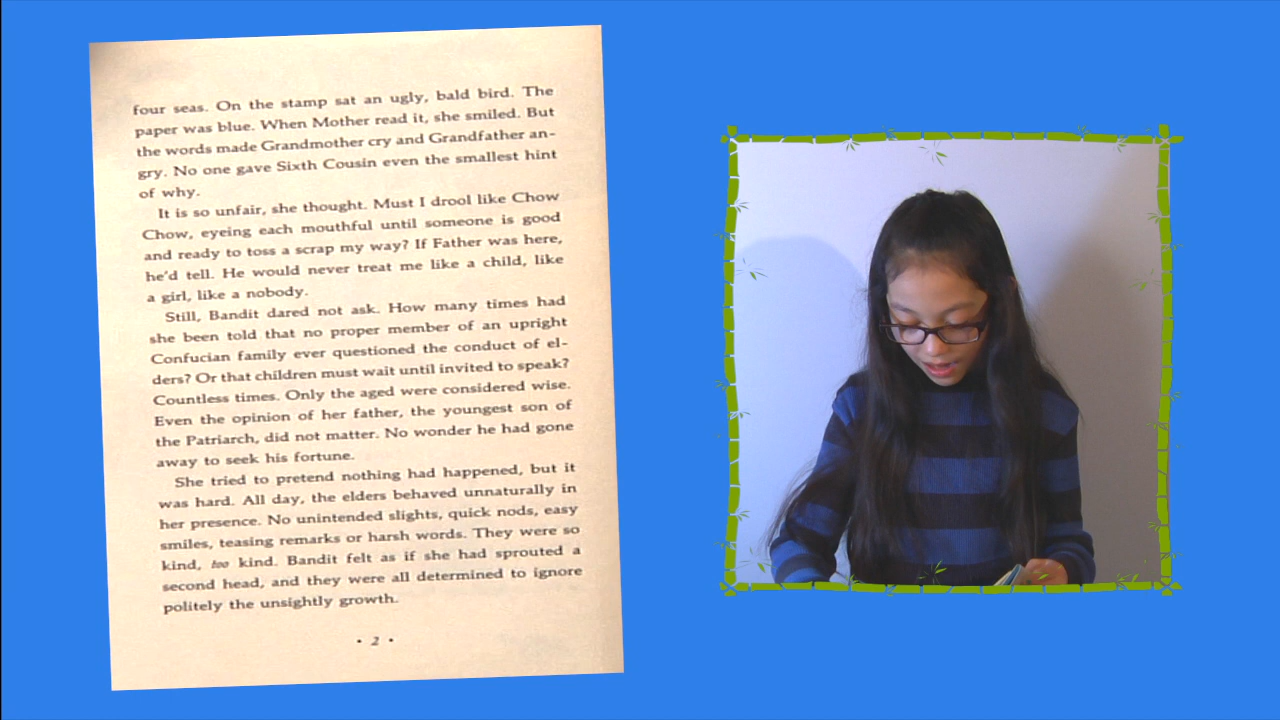 four seas. On the stamp sat an ugly, bald bird. The
paper was blue. When Mother read it, she smiled. But
the words made Grandmother cry and Grandfather an-
gry. No one gave Sixth Cousin even the smallest hint
of why.
It is so unfair, she thought. Must I drool like Chow
Chow, eyeing each mouthful until someone is good
and ready to toss a scrap my way? If Father was here,
he'd tell. He would never treat me like a child, like
a girl, like a nobody.
Still, Bandit dared not ask. How many times had
she been told that no proper member of an upright
Confucian family ever questioned the conduct of el-
ders? Or that children must wait until invited to speak?
Countless times. Only the aged were considered wise.
Even the opinion of her father, the youngest son of
the Patriarch, did not matter. No wonder he had gone
away to seek his fortune.
She tried to pretend nothing had happened, but it
was hard. All day, the elders behaved unnaturally in
her presence. No unintended slights, quick nods, easy
smiles, teasing remarks or harsh words. They were so
kind, too kind. Bandit felt as if she had sprouted a
second head, and they were all determined to ignore
politely the unsightly growth.
• 2 •